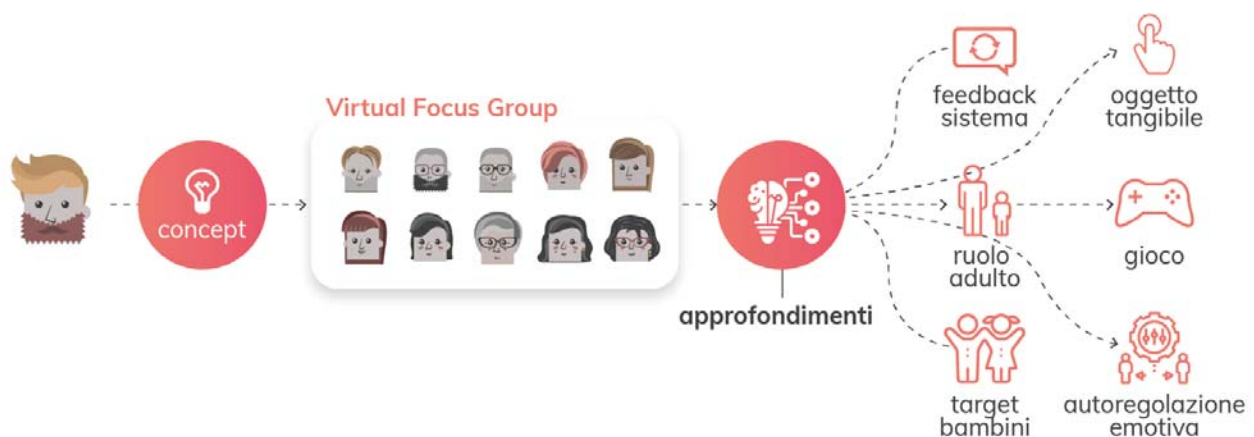 Virtual Focus Group
concept
approfondimenti
feedback
sistema
oggetto
tangibile
ruolo
adulto
gioco
target
bambini
autoregolazione
emotiva